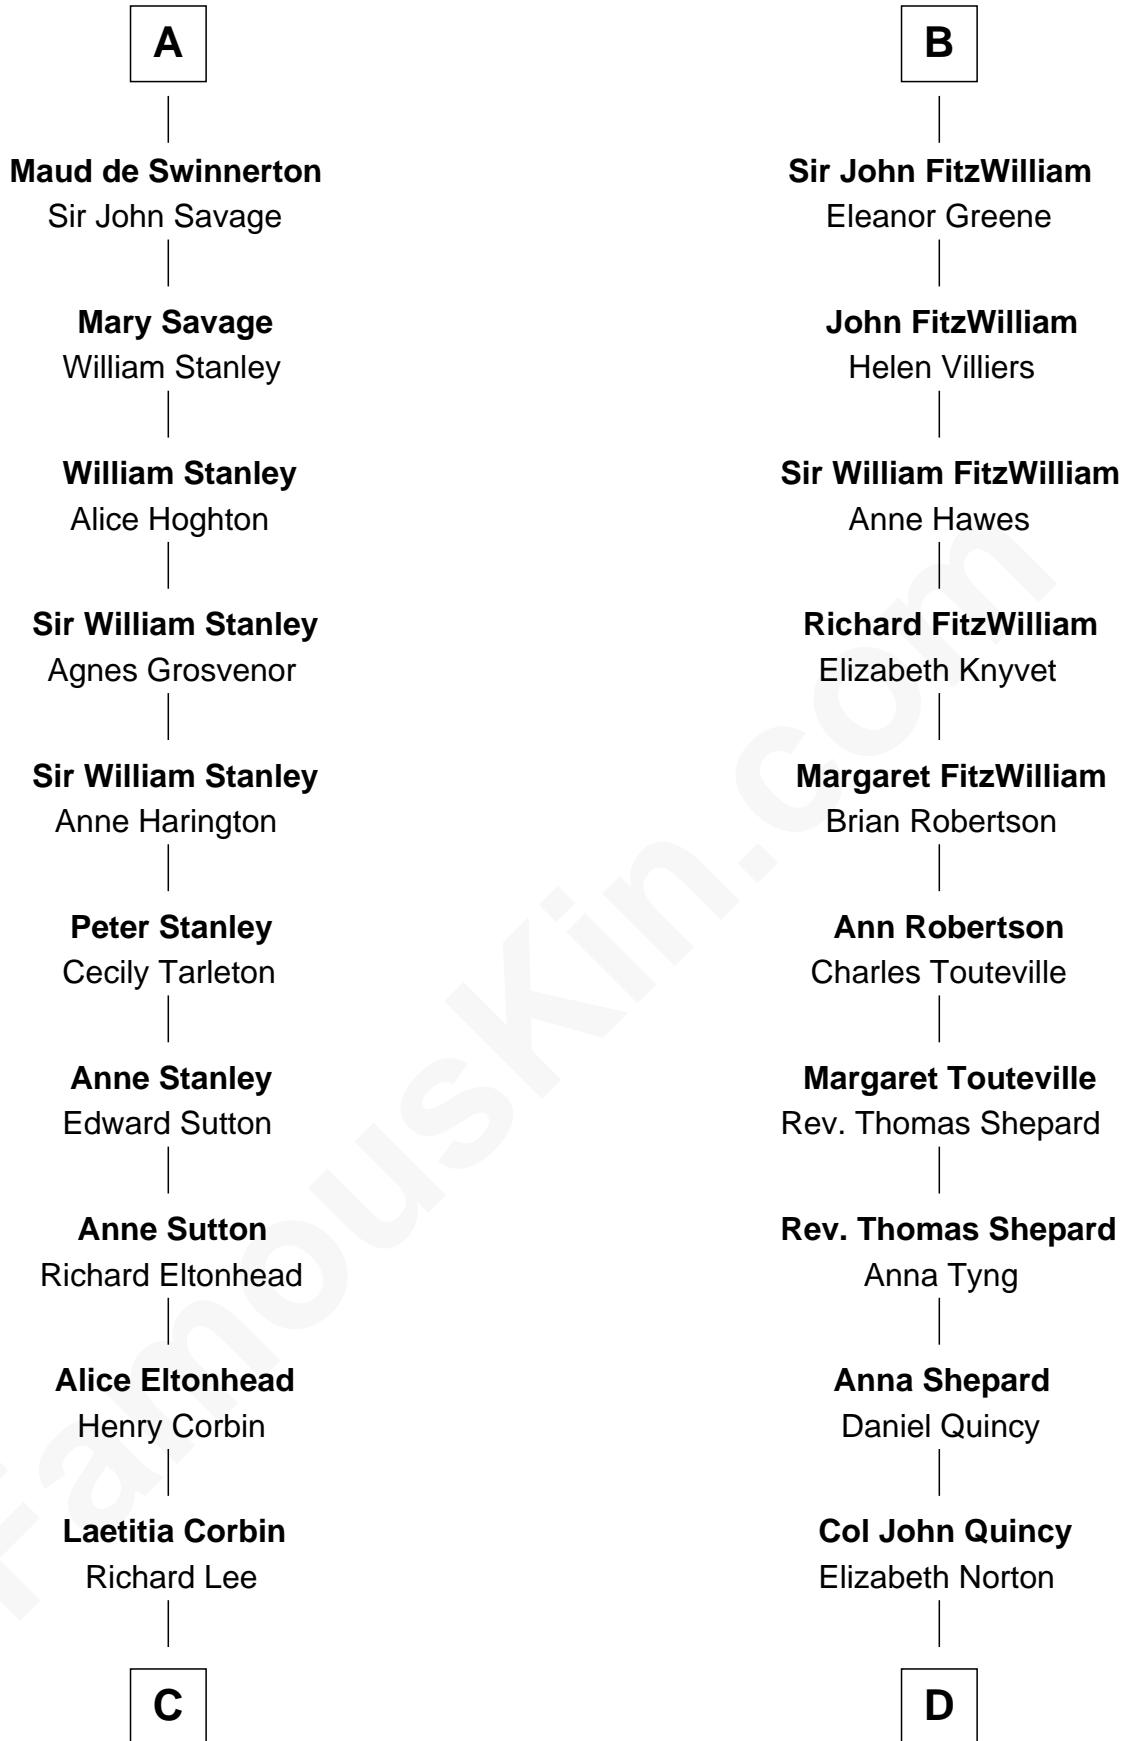 A
Maud de Swinnerton
Sir John Savage
Mary Savage
William Stanley
William Stanley
Alice Hoghton
Sir William Stanley
Agnes Grosvenor
Sir William Stanley
Anne Harington
Peter Stanley
Cecily Tarleton
Anne Stanley
Edward Sutton
Anne Sutton
Richard Eltonhead
Alice Eltonhead
Henry Corbin
Laetitia Corbin
Richard Lee
C
B
Sir John FitzWilliam
Eleanor Greene
John FitzWilliam
Helen Villiers
Sir William FitzWilliam
Anne Hawes
Richard FitzWilliam
Elizabeth Knyvet
Margaret FitzWilliam
Brian Robertson
Ann Robertson
Charles Touteville
Margaret Touteville
Rev. Thomas Shepard
Rev. Thomas Shepard
Anna Tyng
Anna Shepard
Daniel Quincy
Col John Quincy
Elizabeth Norton
D
FamousKin.com